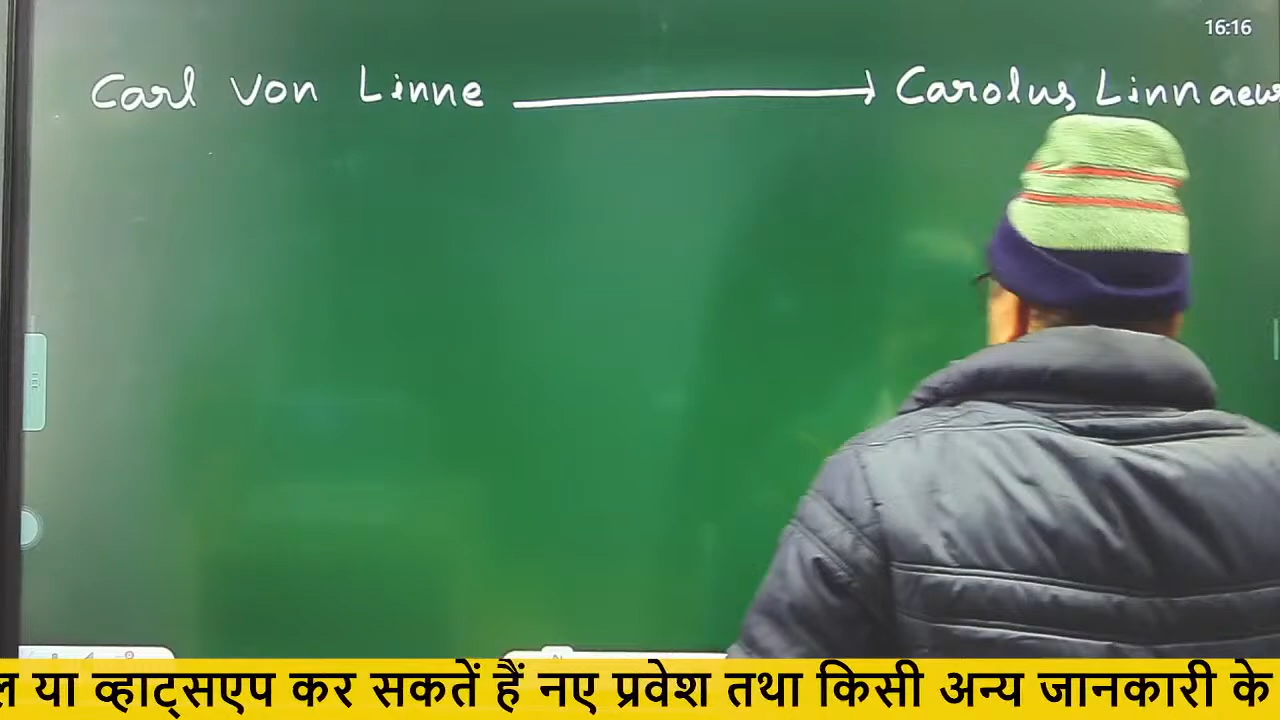 16:16
Carl Von Linne → Carolus Linnaeus
ल या व्हाट्सएप कर सकतें हैं नए प्रवेश तथा किसी अन्य जानकारी के